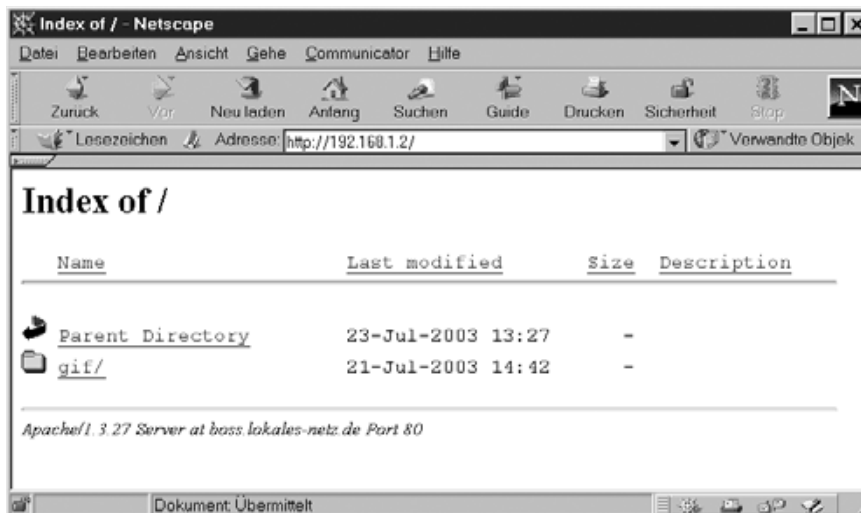 Index of / - Netscape
Datei Bearbeiten Ansicht Gehe Communicator Hilfe
Zurück Vor Neu laden Anfang Suchen Guide Drucken Sicherheit Stop N
Lesezeichen Adresse: http://192.168.1.2/ Verwandte Objek
Index of /
Name Last modified Size Description
Parent Directory 23-Jul-2003 13:27 -
gif/ 21-Jul-2003 14:42 -
Apache/1.3.27 Server at boss.lokales-netz.de Port 80
Dokument: Übermittelt